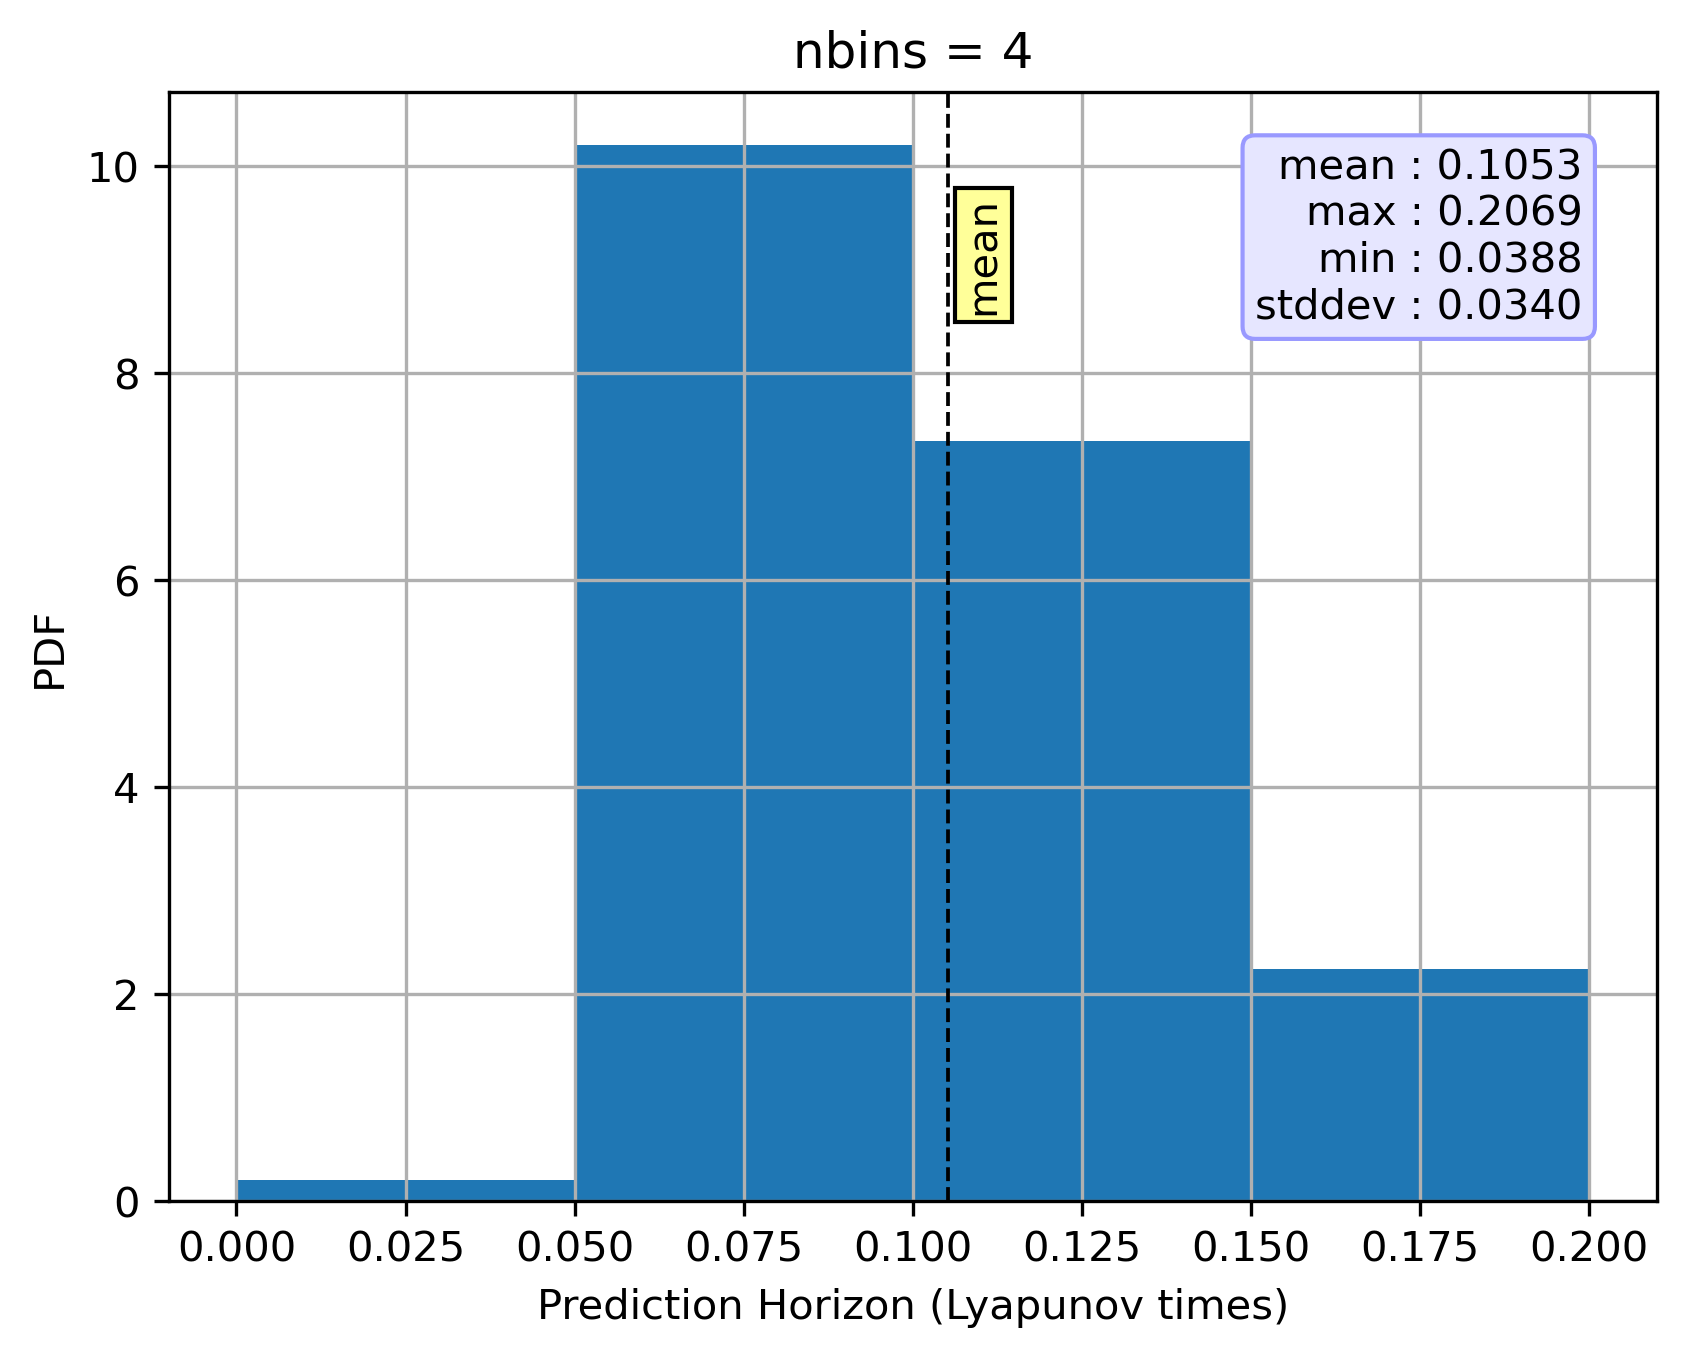 nbins = 4
mean : 0.1053
max : 0.2069
min : 0.0388
stddev : 0.0340
mean
PDF
10
8
6
4
2
0
0.000 0.025 0.050 0.075 0.100 0.125 0.150 0.175 0.200
Prediction Horizon (Lyapunov times)